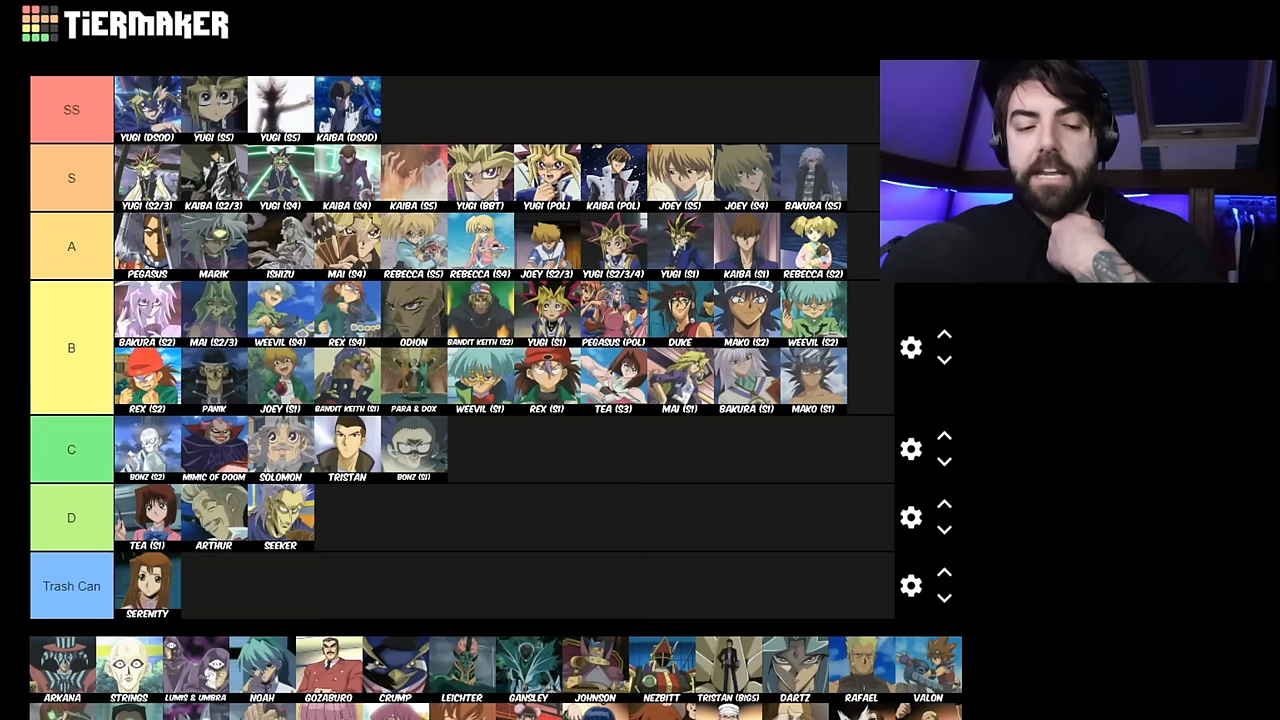 TIERMAKER
SS
YUGI (DSOD) YUGI (S5) YUGI (S5) KAIBA (DSOD)
S
YUGI (S2/3) KAIBA (S2/3) YUGI (S4) KAIBA (S4) KAIBA (S5) YUGI (BBT) YUGI (POL) KAIBA (POL) JOEY (S5) JOEY (S4) BAKURA (S5)
A
PEGASUS MARIK ISHIZU MAI (S4) REBECCA (S5) REBECCA (S4) JOEY (S2/3) YUGI (S2/3/4) YUGI (S1) KAIBA (S1) REBECCA (S2)
B
BAKURA (S2) MAI (S2/3) WEEVIL (S4) REX (S4) ODION BANDIT KEITH (S2) YUGI (S1) PEGASUS (POL) DUKE MAKO (S2) WEEVIL (S2)
REX (S2) PANIK JOEY (S1) BANDIT KEITH (S1) PARA & DOX WEEVIL (S1) REX (S1) TEA (S3) MAI (S1) BAKURA (S1) MAKO (S1)
C
BONZ (S2) MIMIC OF DOOM SOLOMON TRISTAN BONZ (S1)
D
TEA (S1) ARTHUR SEEKER
Trash Can
SERENITY
ARKANA STRINGS LUMIS & UMBRA NOAH GOZABURO CRUMP LEICHTER GANSLEY JOHNSON NEZBITT TRISTAN (BIG5) DARTZ RAFAEL VALON